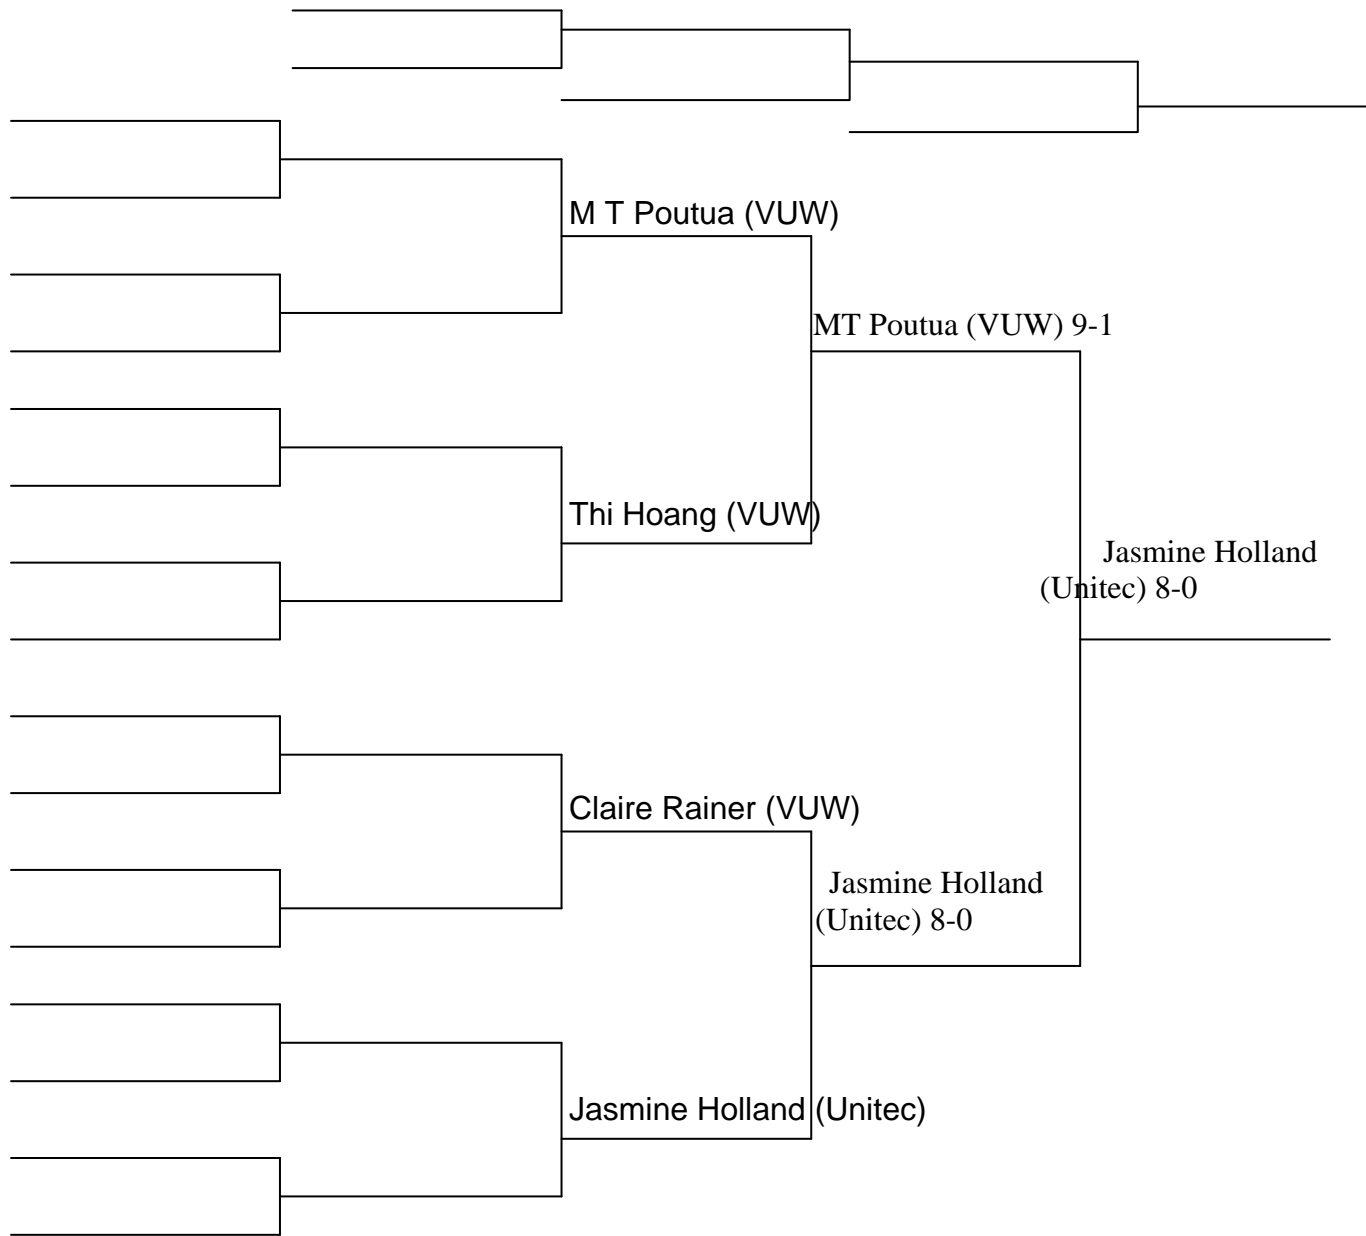 M T Poutua (VUW)
MT Poutua (VUW) 9-1
Thi Hoang (VUW)
Jasmine Holland
(Unitec) 8-0
Claire Rainer (VUW)
Jasmine Holland
(Unitec) 8-0
Jasmine Holland (Unitec)